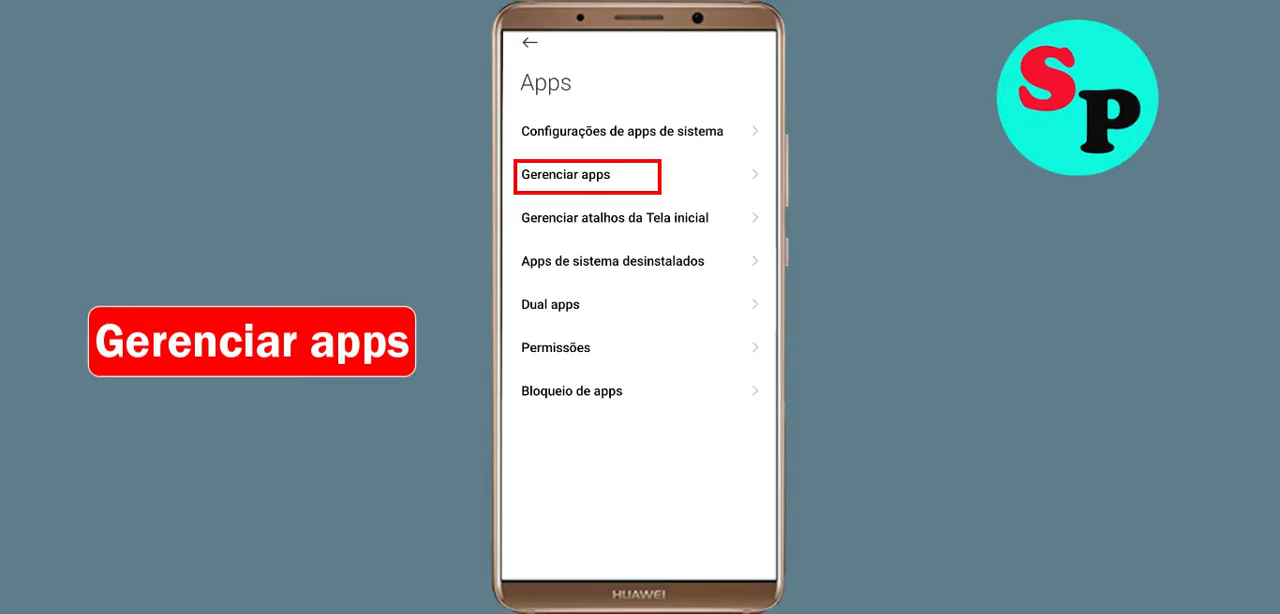 Apps
Configurações de apps de sistema
Gerenciar apps
Gerenciar atalhos da Tela inicial
Apps de sistema desinstalados
Dual apps
Permissões
Bloqueio de apps
HUAWEI
Gerenciar apps
SP